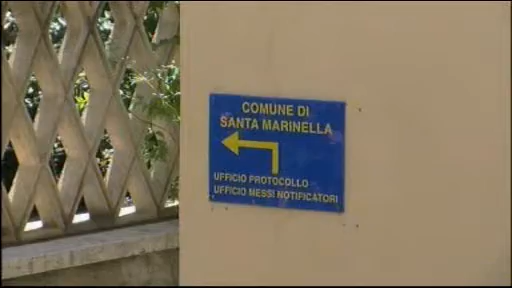 COMUNE DI
SANTA MARINELLA
UFFICIO PROTOCOLLO
UFFICIO MESSI NOTIFICATORI